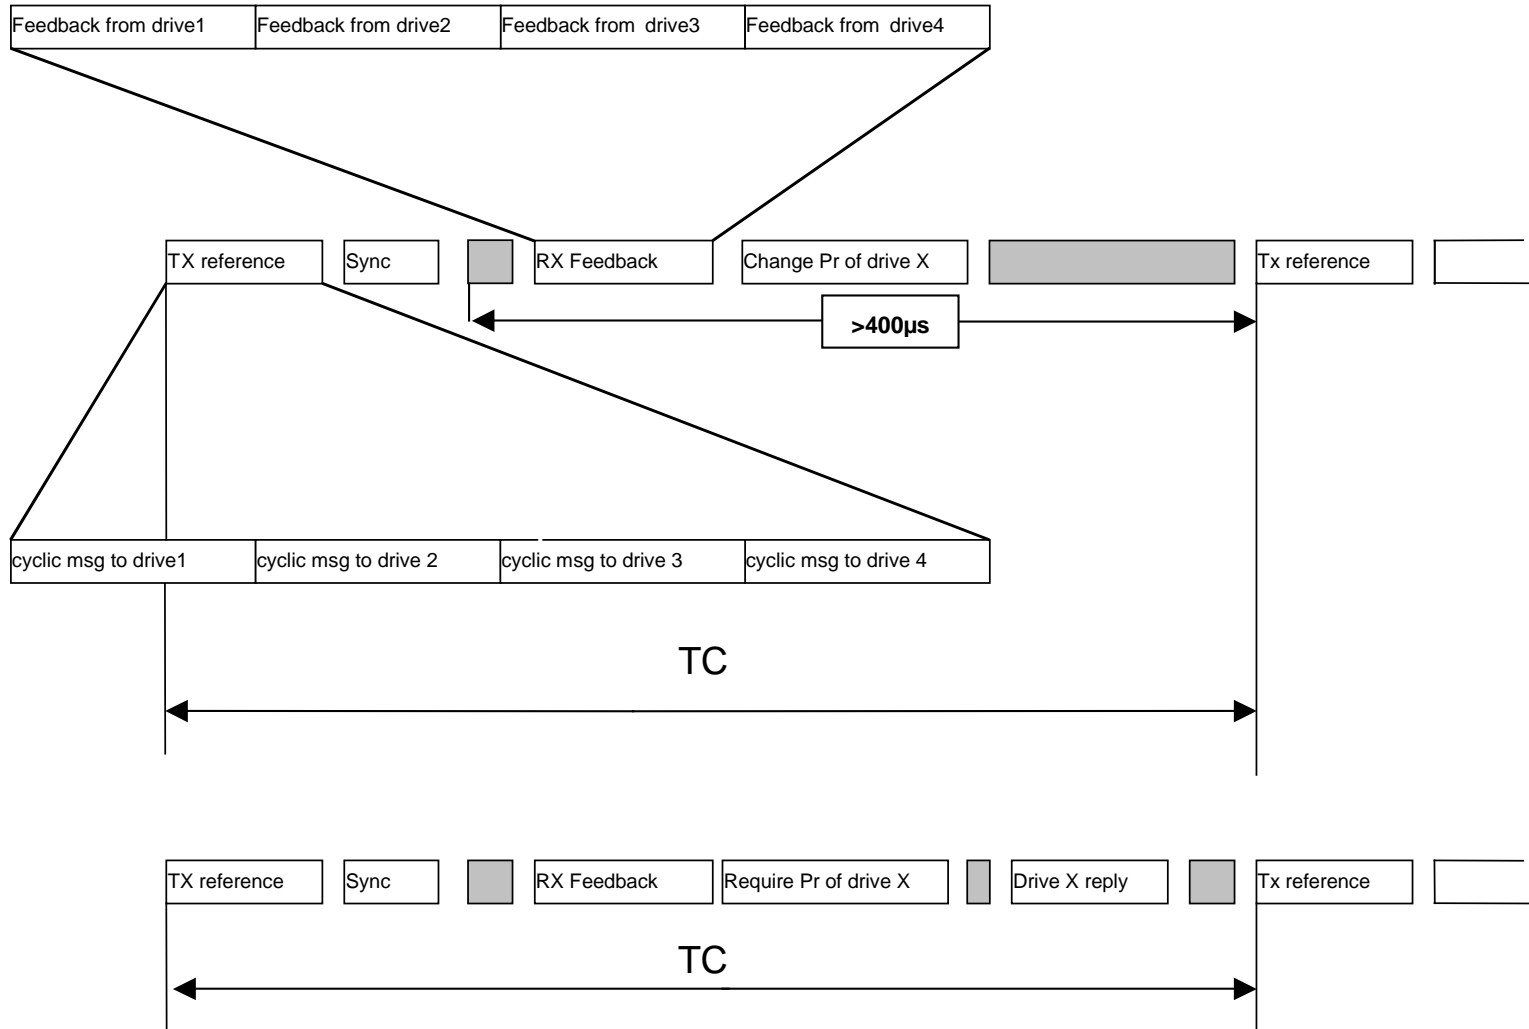 Feedback from drive1 Feedback from drive2 Feedback from  drive3 Feedback from  drive4
TX reference Sync RX Feedback Change Pr of drive X Tx reference
>400µs
cyclic msg to drive1 cyclic msg to drive 2 cyclic msg to drive 3 cyclic msg to drive 4
TC
TX reference Sync RX Feedback Require Pr of drive X Drive X reply Tx reference
TC